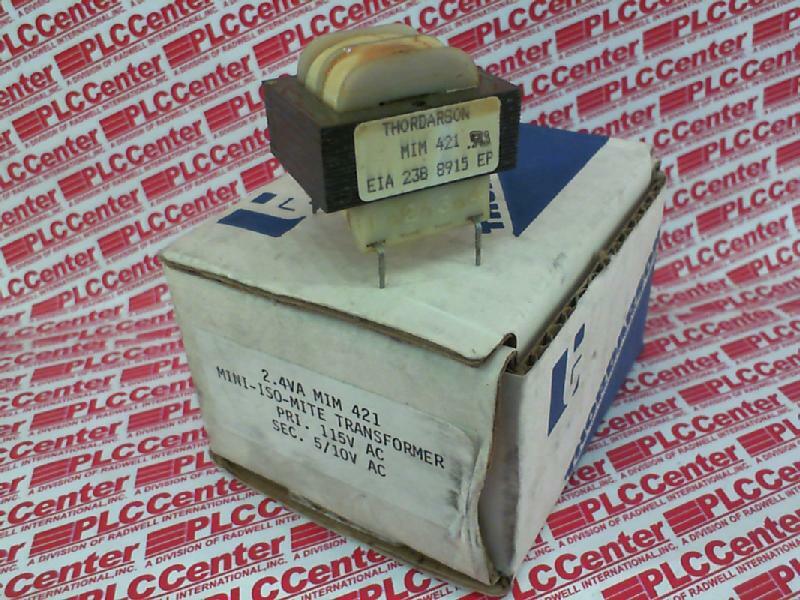 THORDARSON
MIM 421
EIA 238 8915 EP
2.4VA MIM 421
MINI-ISO-MITE TRANSFORMER
PRI. 115V AC
SEC. 5/10V AC
PLCCenter
A DIVISION OF RADWELL INTERNATIONAL, INC.